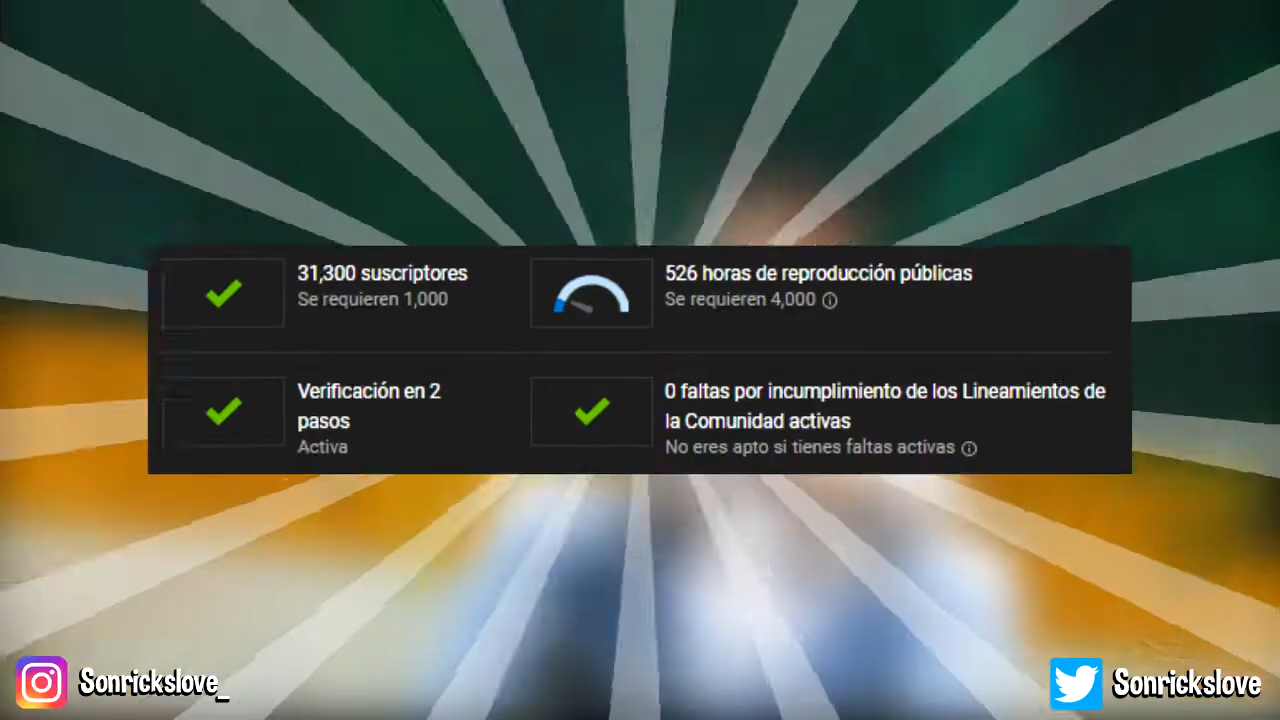 31,300 suscriptores
Se requieren 1,000
526 horas de reproducción públicas
Se requieren 4,000
Verificación en 2
pasos
Activa
0 faltas por incumplimiento de los Lineamientos de
la Comunidad activas
No eres apto si tienes faltas activas
Sonrickslove_
Sonrickslove